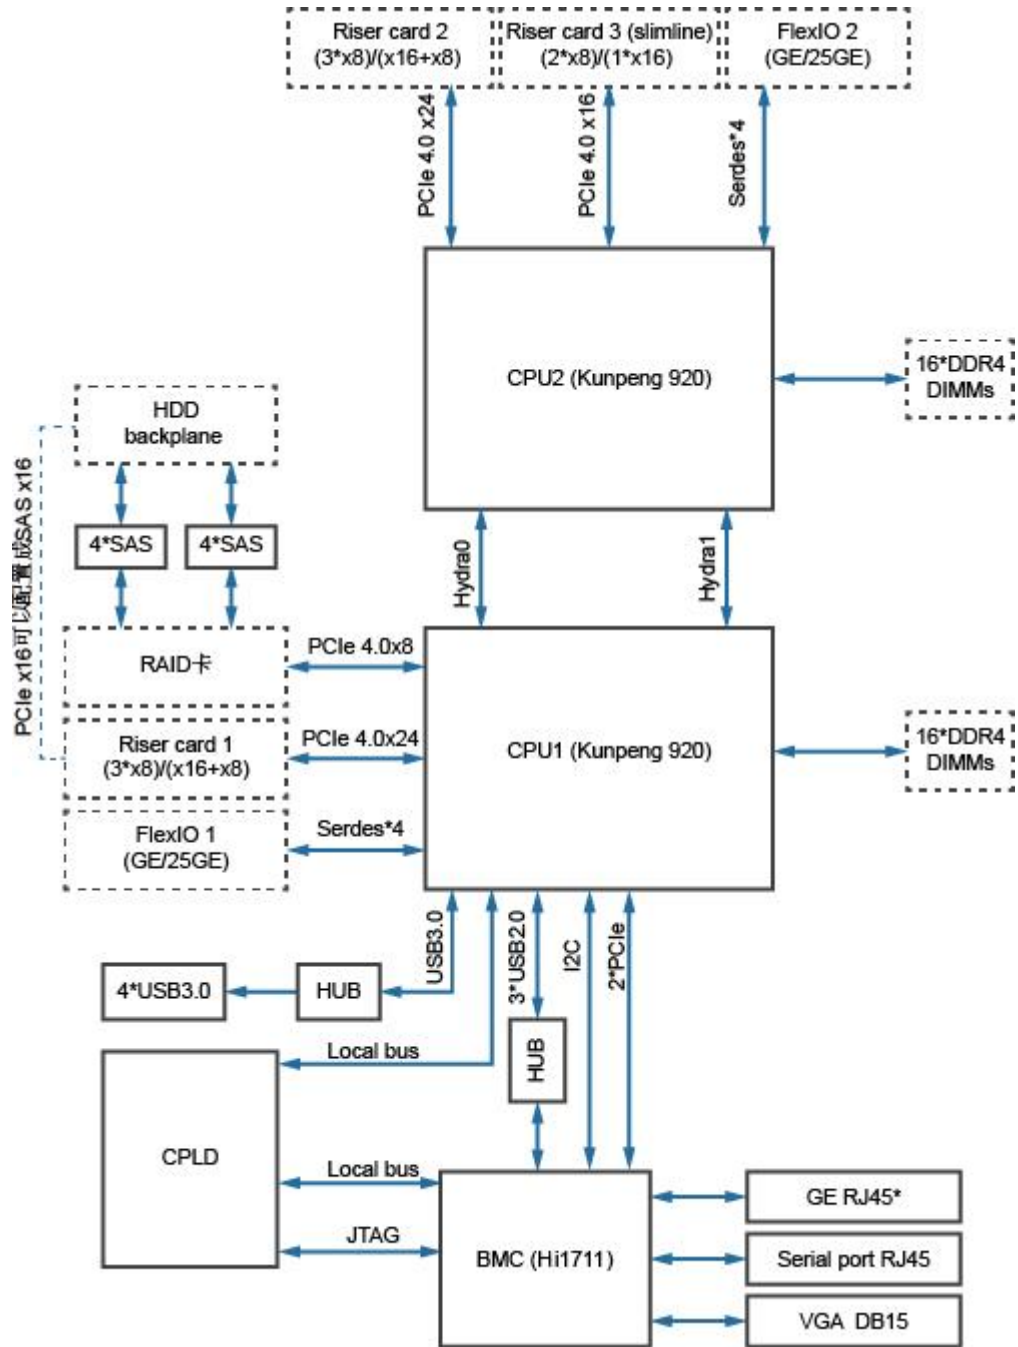 Riser card 2
(3*x8)/(x16+x8)
Riser card 3 (slimline)
(2*x8)/(1*x16)
FlexIO 2
(GE/25GE)
PCIe 4.0 x24
PCIe 4.0 x16
Serdes*4
CPU2 (Kunpeng 920)
16*DDR4
DIMMs
HDD
backplane
4*SAS
4*SAS
PCIe x16可以配置成SAS x16
Hydra0
Hydra1
RAID卡
PCIe 4.0x8
Riser card 1
(3*x8)/(x16+x8)
PCIe 4.0x24
CPU1 (Kunpeng 920)
16*DDR4
DIMMs
FlexIO 1
(GE/25GE)
Serdes*4
USB3.0
3*USB2.0
I2C
2*PCIe
4*USB3.0
HUB
HUB
Local bus
CPLD
Local bus
JTAG
BMC (Hi1711)
GE RJ45*
Serial port RJ45
VGA DB15